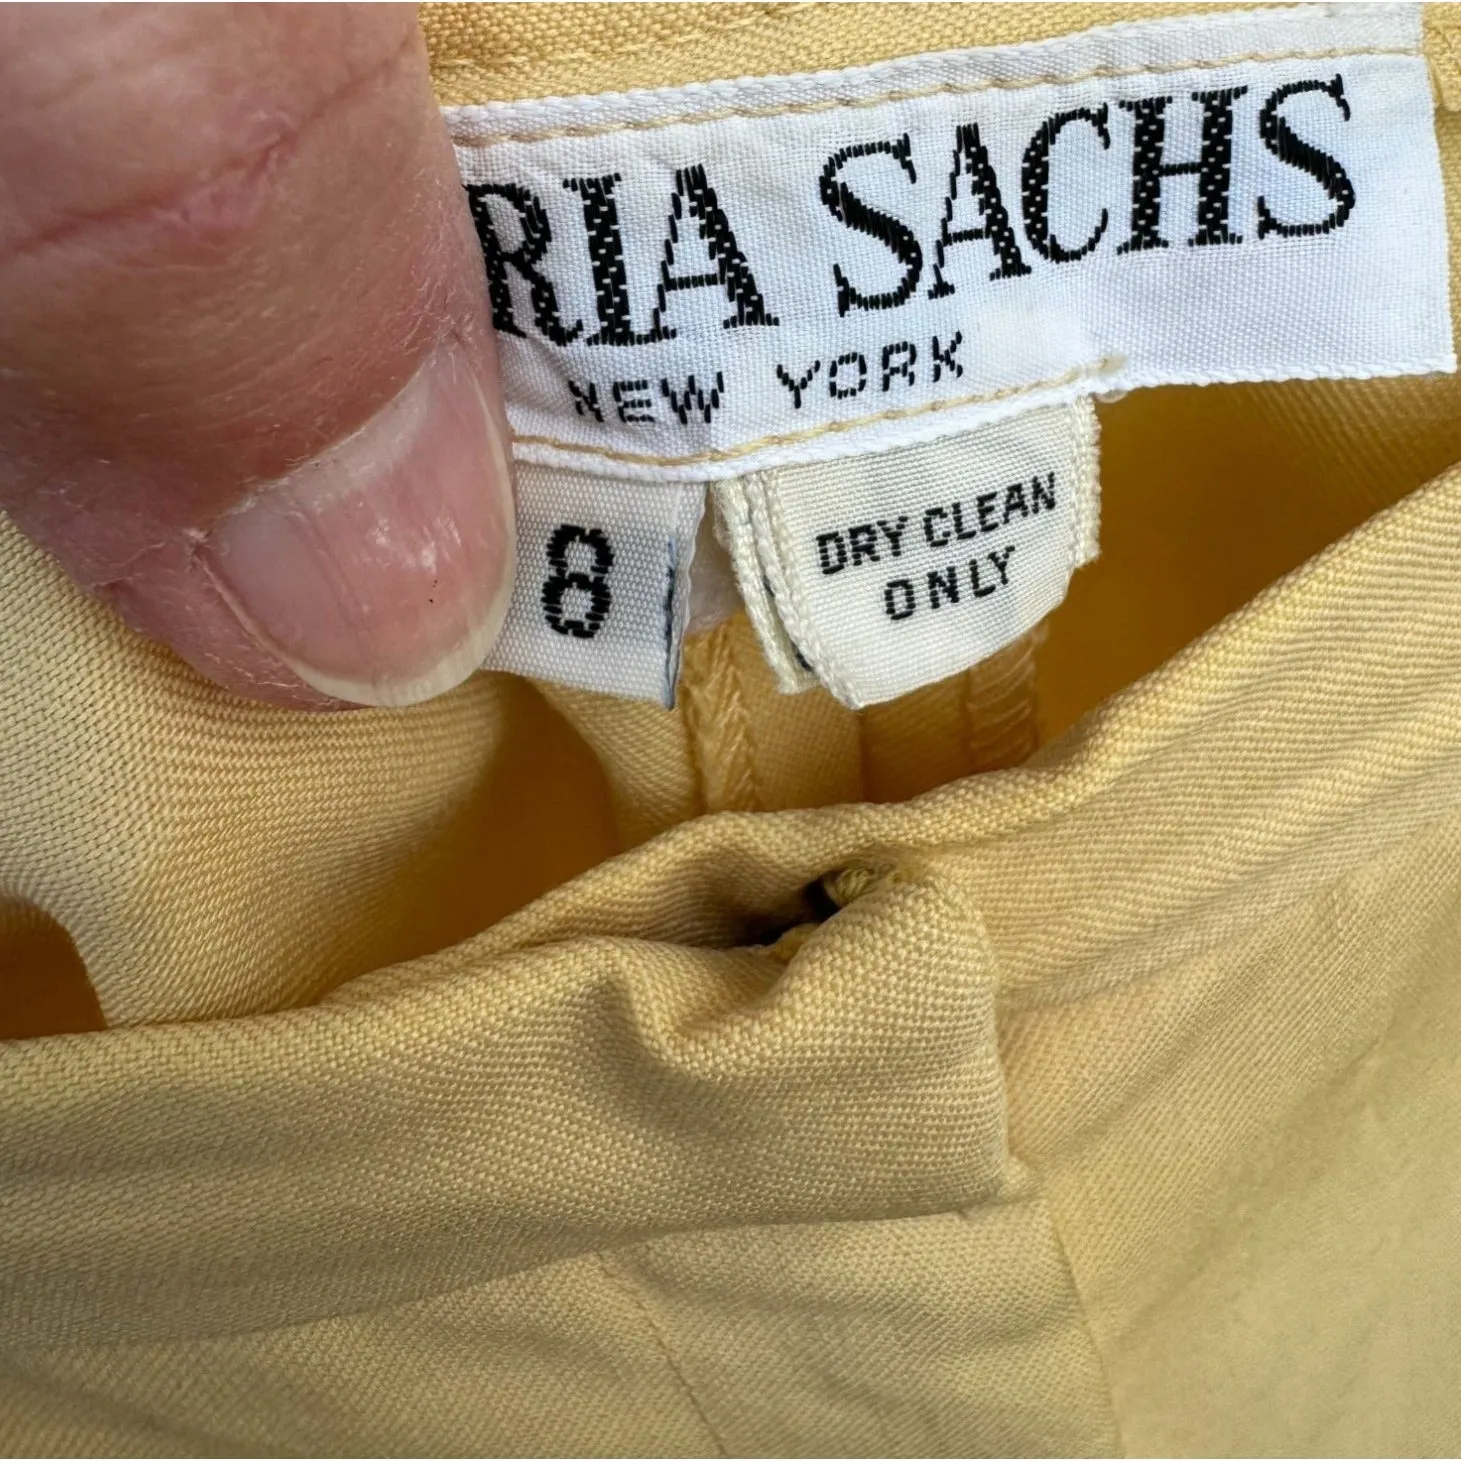 RIA SACHS
NEW YORK
8
DRY CLEAN
ONLY